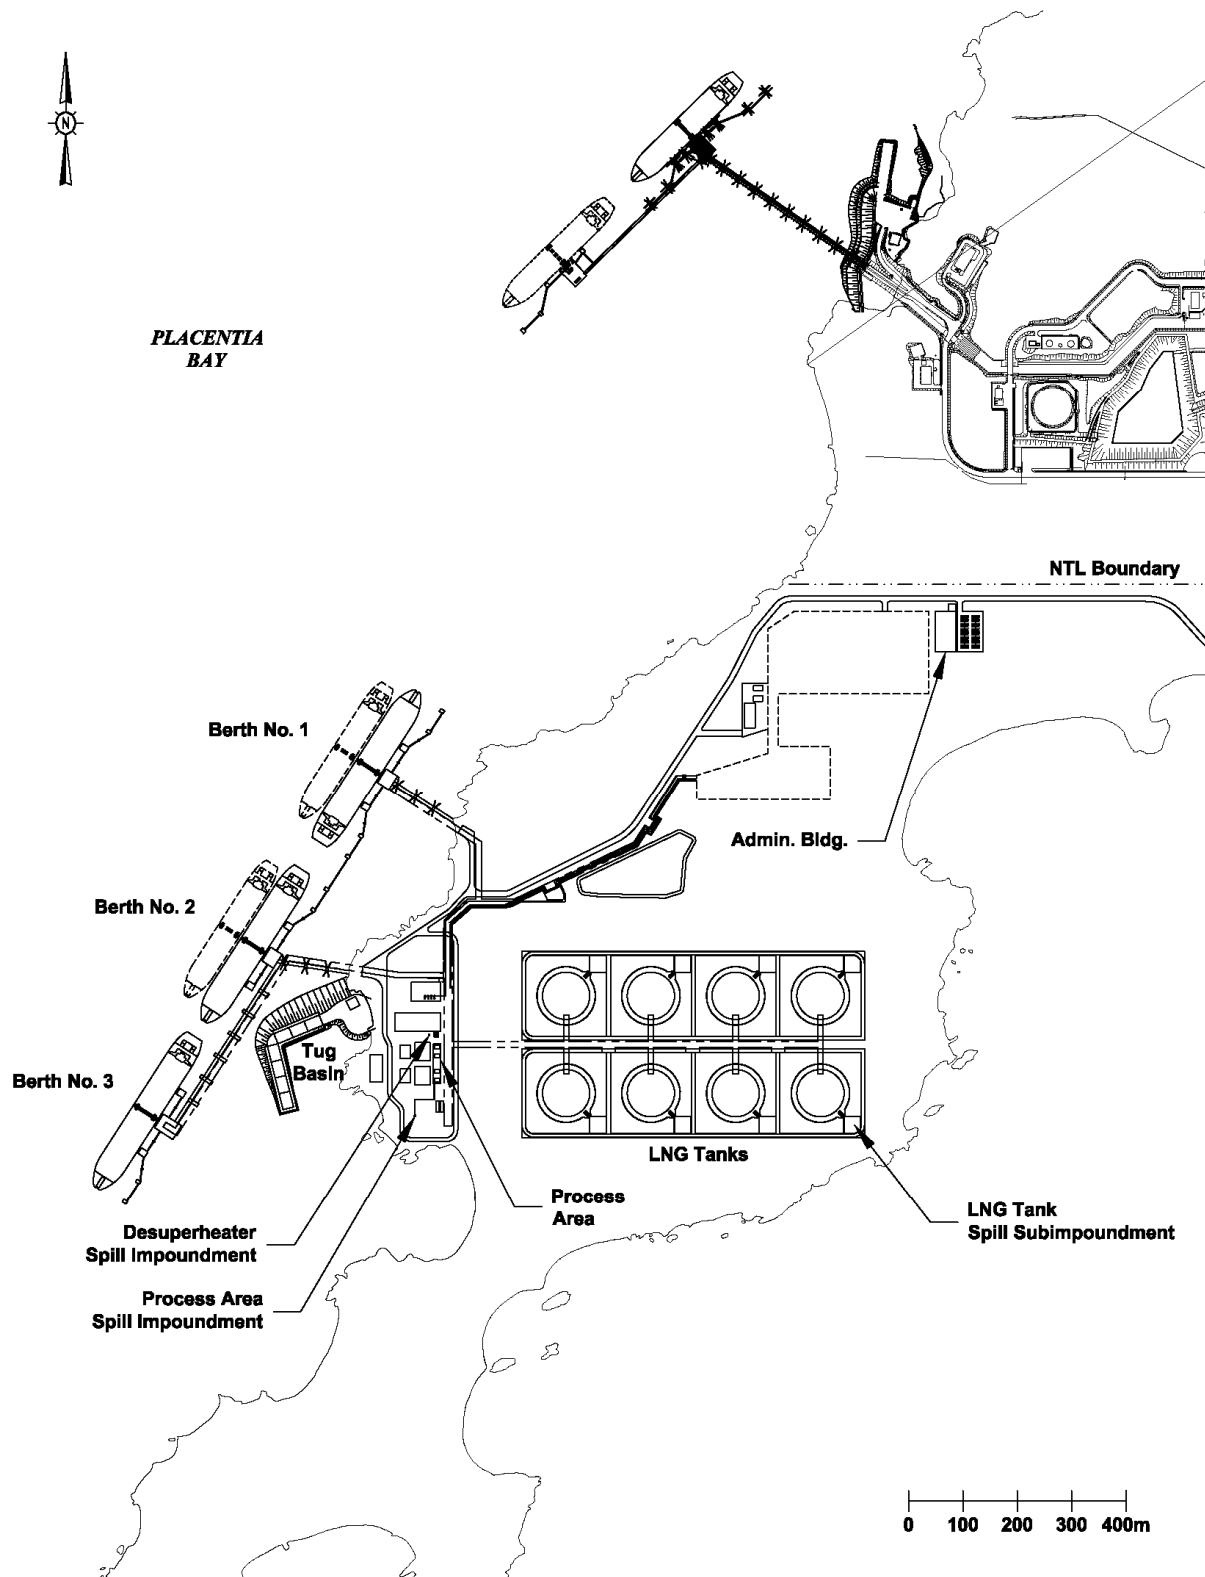 N
PLACENTIA
BAY
NTL Boundary
Berth No. 1
Admin. Bldg.
Berth No. 2
Tug
Basin
Berth No. 3
LNG Tanks
Process
Area
LNG Tank
Spill Subimpoundment
Desuperheater
Spill Impoundment
Process Area
Spill Impoundment
0 100 200 300 400m